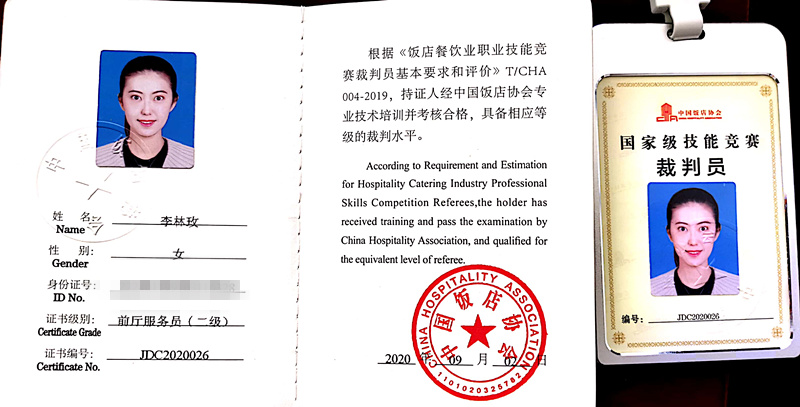 姓 名
Name
李林玫
性 别:
Gender
女
身份证号:
ID No.
证书级别:
Certificate Grade
前厅服务员（二级）
证书编号:
Certificate No.
JDC2020026
根据《饭店餐饮业职业技能竞
赛裁判员基本要求和评价》T/CHA
004-2019，持证人经中国饭店协会专
业技术培训并考核合格，具备相应等
级的裁判水平。
According to Requirement and Estimation
for Hospitality Catering Industry Professional
Skills Competition Referees,the holder has
received training and pass the examination by
China Hospitality Association, and qualified for
the equivalent level of referee.
CHINA HOSPITALITY ASSOCIATION
中国饭店协会
1101020325782
2020 年 09 月 02 日
中国饭店协会
CHINA HOSPITALITY ASSOCIATION
国家级技能竞赛
裁判员
编号:
JDC2020026